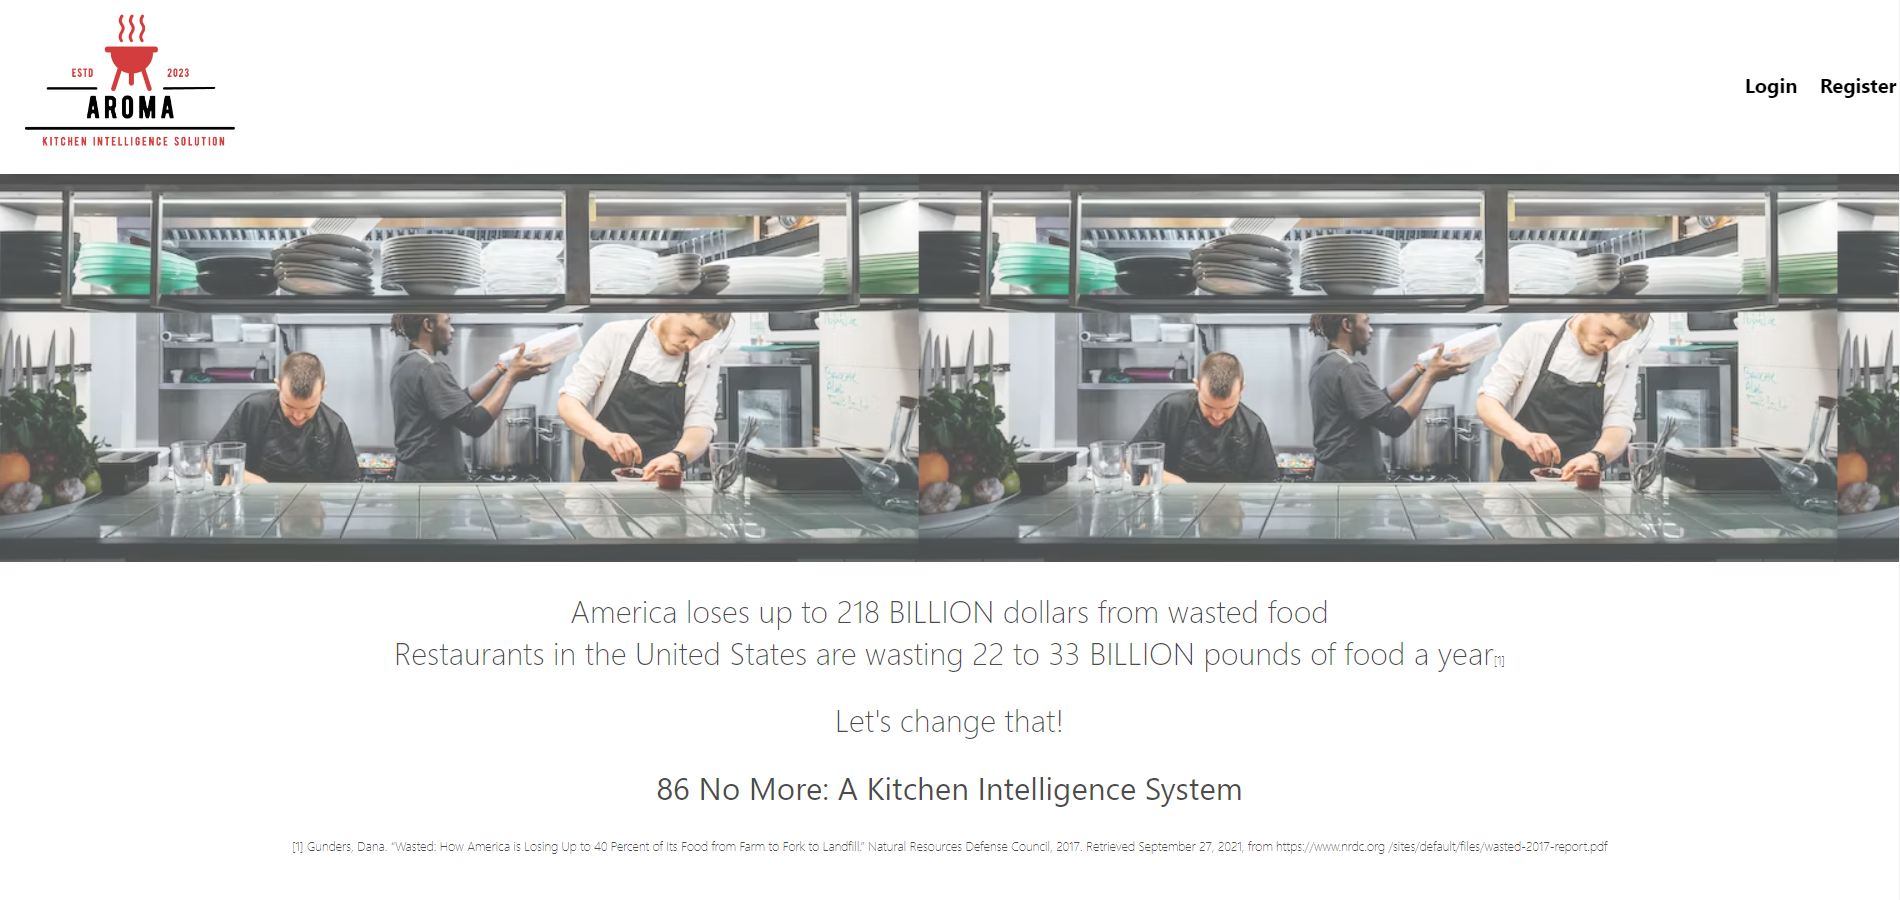 ESTD 2023
AROMA
KITCHEN INTELLIGENCE SOLUTION
Login Register
America loses up to 218 BILLION dollars from wasted food
Restaurants in the United States are wasting 22 to 33 BILLION pounds of food a year[1]
Let's change that!
86 No More: A Kitchen Intelligence System
[1] Gunders, Dana. "Wasted: How America is Losing Up to 40 Percent of Its Food from Farm to Fork to Landfill." Natural Resources Defense Council, 2017. Retrieved September 27, 2021, from https://www.nrdc.org /sites/default/files/wasted-2017-report.pdf